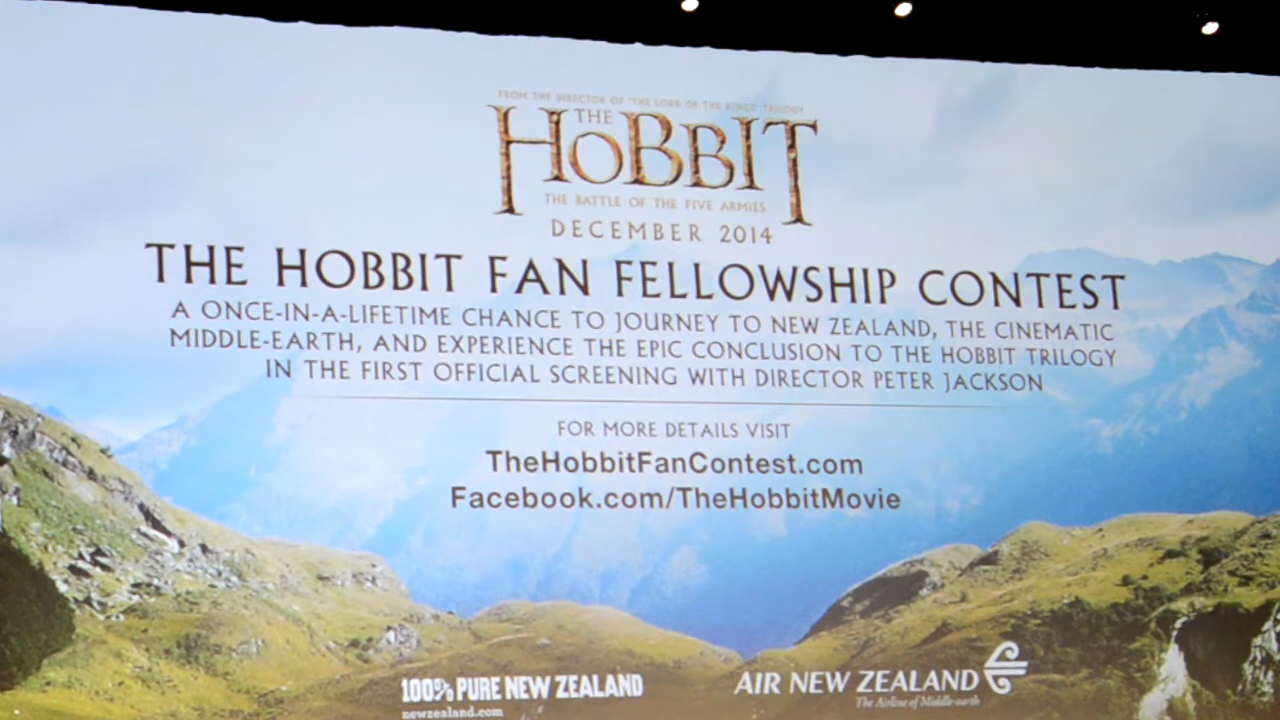 FROM THE DIRECTOR OF "THE LORD OF THE RINGS" TRILOGY
THE
HOBBIT
THE BATTLE OF THE FIVE ARMIES
DECEMBER 2014
THE HOBBIT FAN FELLOWSHIP CONTEST
A ONCE-IN-A-LIFETIME CHANCE TO JOURNEY TO NEW ZEALAND, THE CINEMATIC
MIDDLE-EARTH, AND EXPERIENCE THE EPIC CONCLUSION TO THE HOBBIT TRILOGY
IN THE FIRST OFFICIAL SCREENING WITH DIRECTOR PETER JACKSON
FOR MORE DETAILS VISIT
TheHobbitFanContest.com
Facebook.com/TheHobbitMovie
100% PURE NEW ZEALAND
newzealand.com
AIR NEW ZEALAND
The Airline of Middle-earth